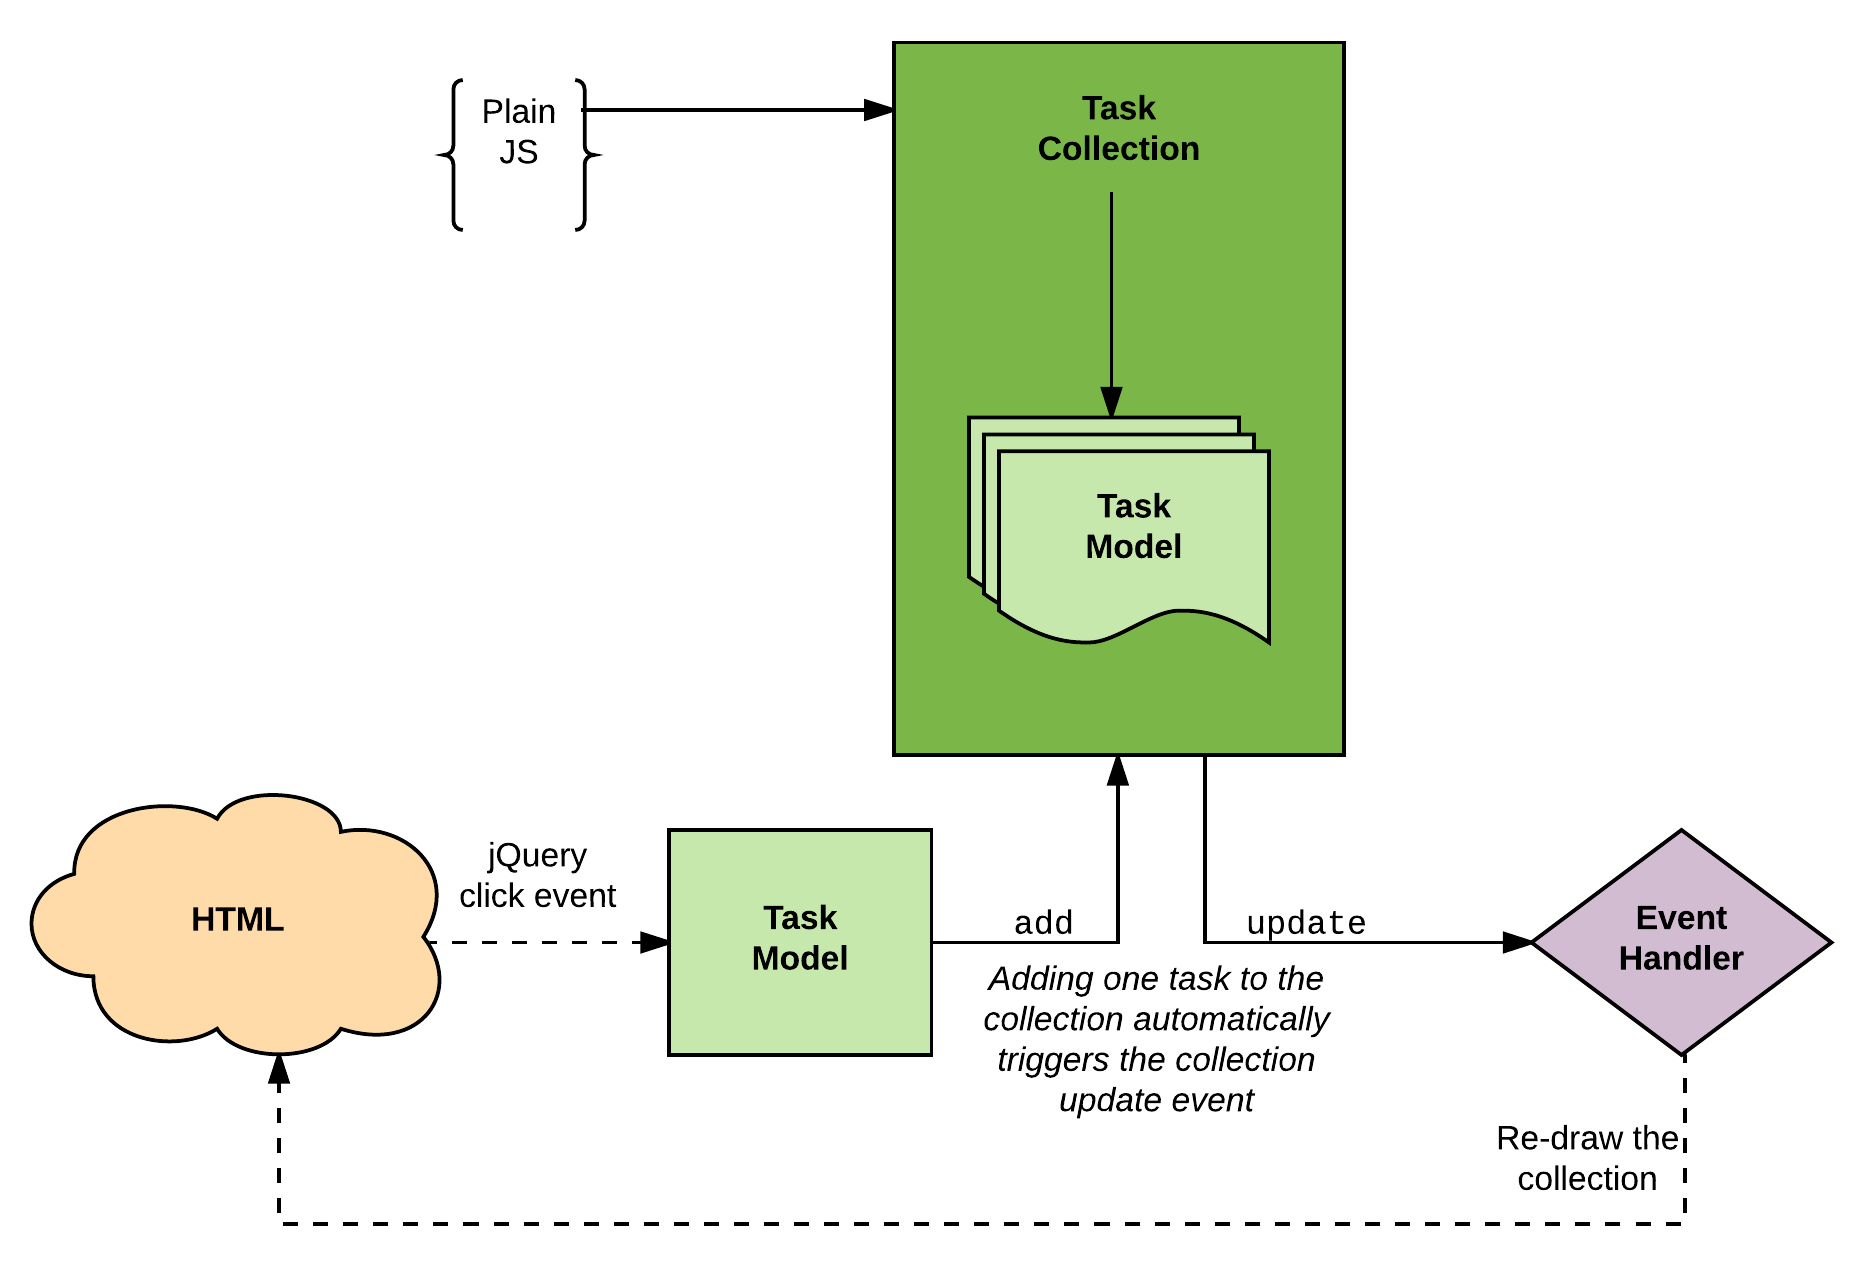 Plain
JS
Task
Collection
Task
Model
HTML
jQuery
click event
Task
Model
add
update
Event
Handler
Adding one task to the
collection automatically
triggers the collection
update event
Re-draw the
collection